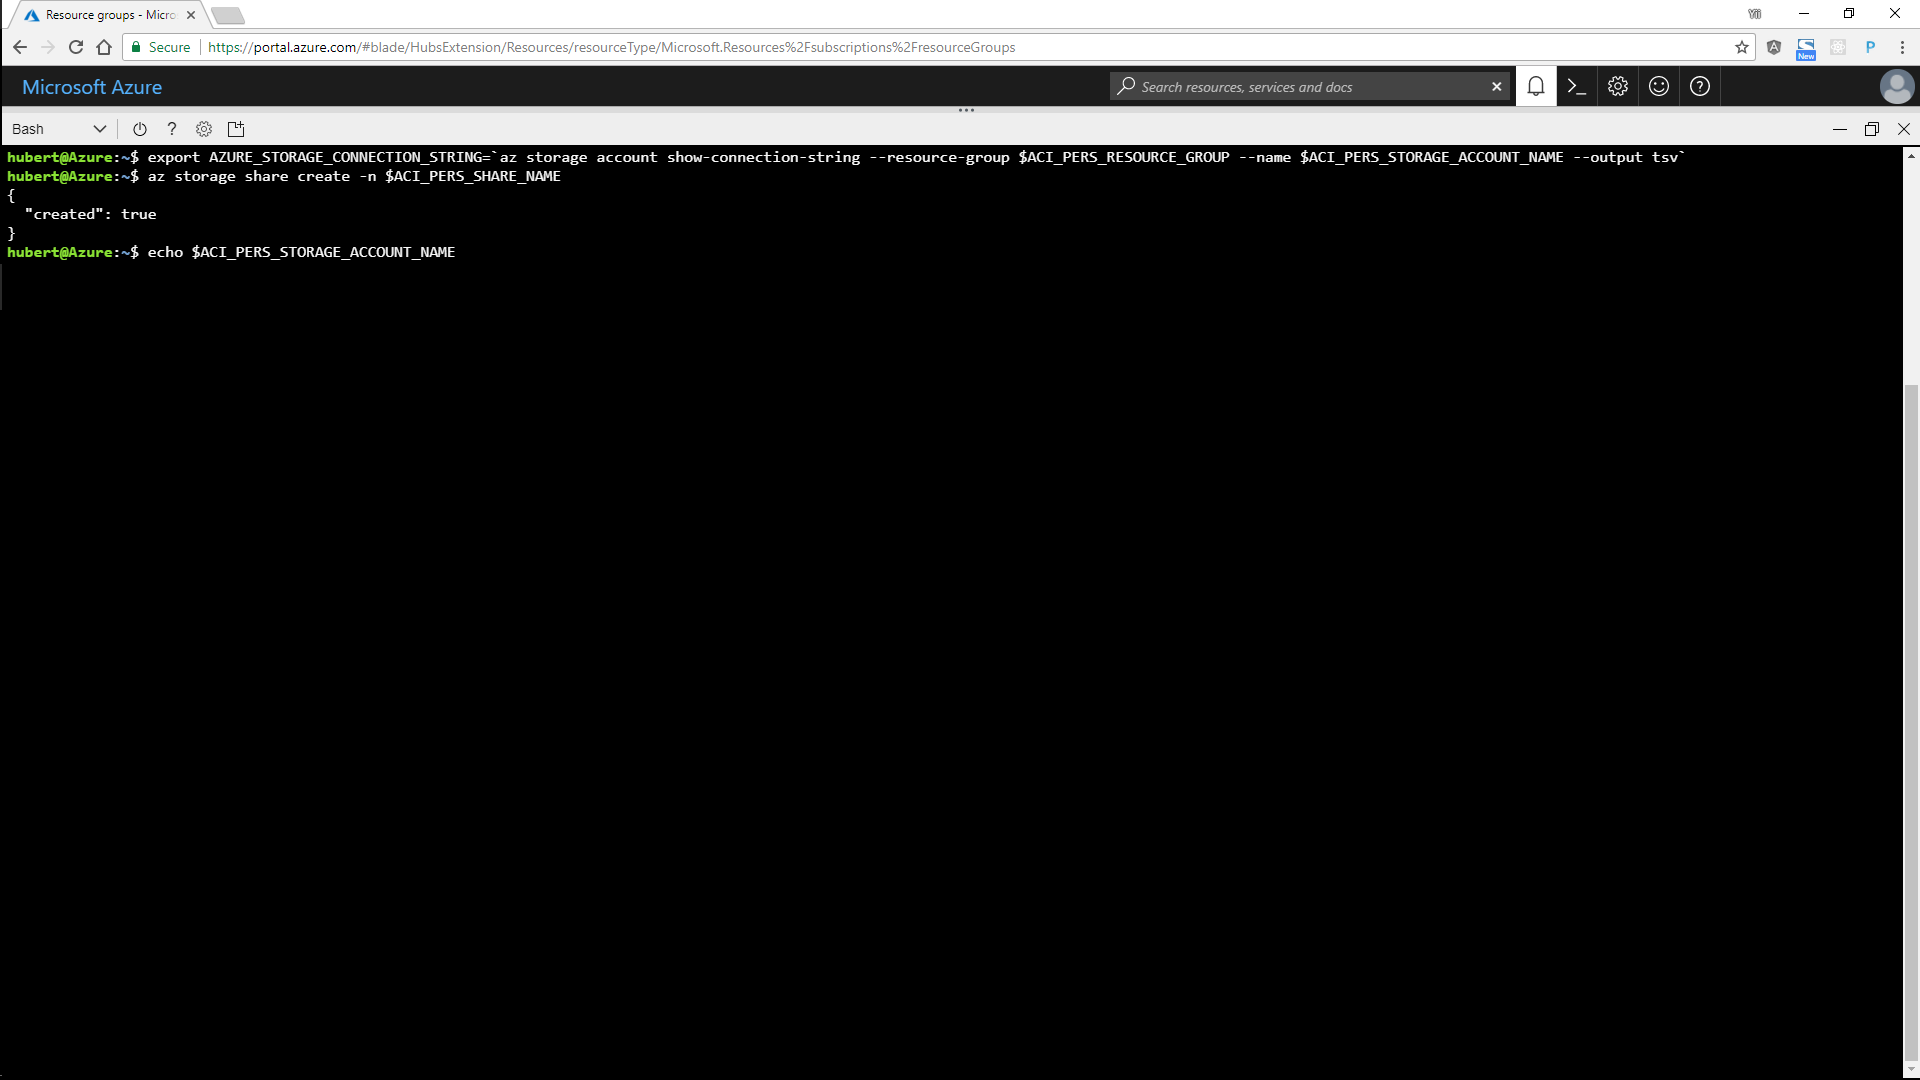 Resource groups - Micro
Secure https://portal.azure.com/#blade/HubsExtension/Resources/resourceType/Microsoft.Resources%2Fsubscriptions%2FresourceGroups
New
P
Microsoft Azure
Search resources, services and docs
Bash
hubert@Azure:~$ export AZURE_STORAGE_CONNECTION_STRING=`az storage account show-connection-string --resource-group $ACI_PERS_RESOURCE_GROUP --name $ACI_PERS_STORAGE_ACCOUNT_NAME --output tsv`
hubert@Azure:~$ az storage share create -n $ACI_PERS_SHARE_NAME
{
"created": true
}
hubert@Azure:~$ echo $ACI_PERS_STORAGE_ACCOUNT_NAME